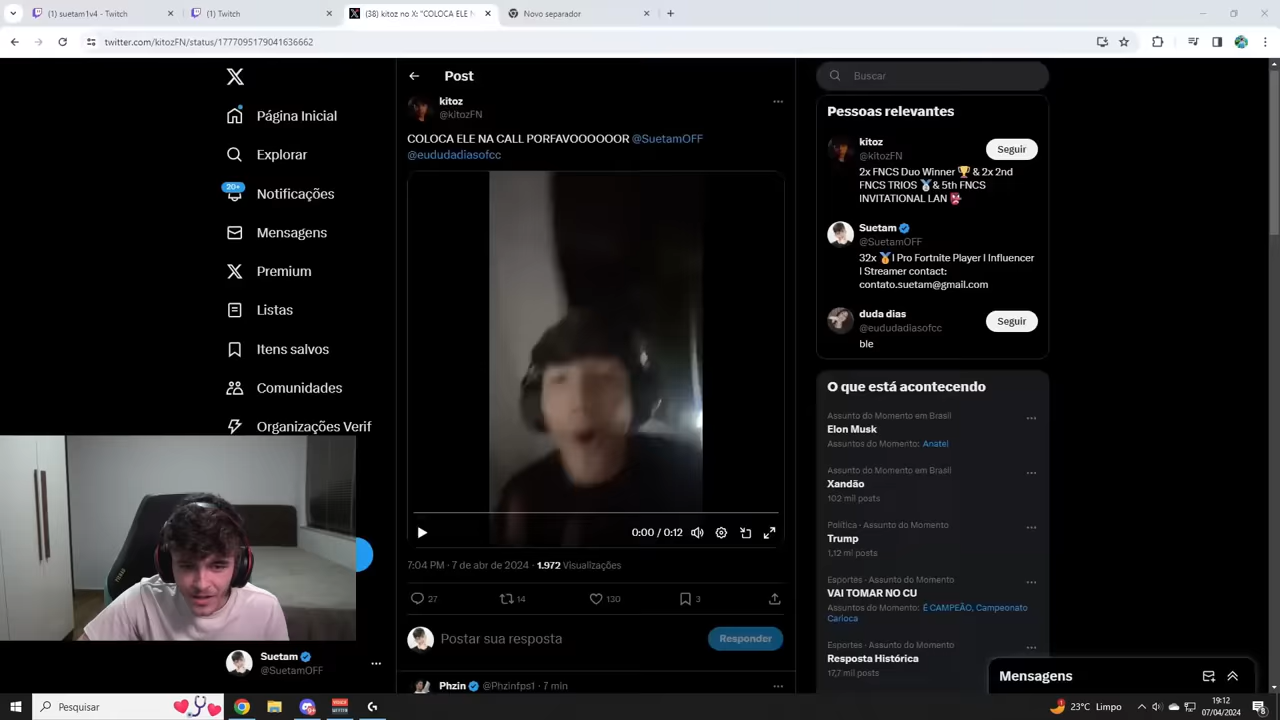 (1) suetam1v4 - Twitch
(1) Twitch
(38) kitoz no X: "COLOCA ELE N
Novo separador
twitter.com/kitozFN/status/1777095179041636662
Página Inicial
Explorar
20+
Notificações
Mensagens
Premium
Listas
Itens salvos
Comunidades
Organizações Verif
Suetam
@SuetamOFF
Post
kitoz
@kitozFN
COLOCA ELE NA CALL PORFAVOOOOOOR @SuetamOFF
@eududadiasofcc
0:00 / 0:12
7:04 PM · 7 de abr de 2024 · 1.972 Visualizações
27
14
130
3
Postar sua resposta
Responder
Phzin @Phzinfps1 · 7 min
Buscar
Pessoas relevantes
kitoz
@kitozFN
Seguir
2x FNCS Duo Winner 🏆 & 2x 2nd
FNCS TRIOS 🥈& 5th FNCS
INVITATIONAL LAN
Suetam
@SuetamOFF
32x 🥇l Pro Fortnite Player l Influencer
l Streamer contact:
contato.suetam@gmail.com
duda dias
@eududadiasofcc
Seguir
ble
O que está acontecendo
Assunto do Momento em Brasil
Elon Musk
Assuntos do Momento: Anatel
Assunto do Momento em Brasil
Xandão
102 mil posts
Política · Assunto do Momento
Trump
1,12 mi posts
Esportes · Assunto do Momento
VAI TOMAR NO CU
Assuntos do Momento: É CAMPEÃO, Campeonato
Carioca
Esportes · Assunto do Momento
Resposta Histórica
17,7 mil posts
Mensagens
Pesquisar
23°C Limpo
19:12
07/04/2024